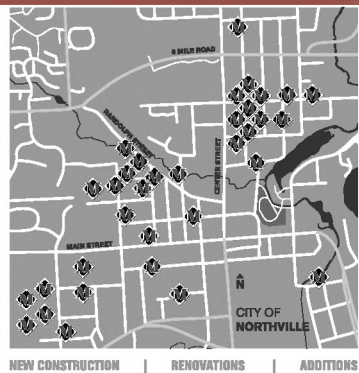 8 MILE ROAD
RANDOLPH STREET
CENTER STREET
MAIN STREET
N
CITY OF
NORTHVILLE
NEW CONSTRUCTION | RENOVATIONS | ADDITIONS